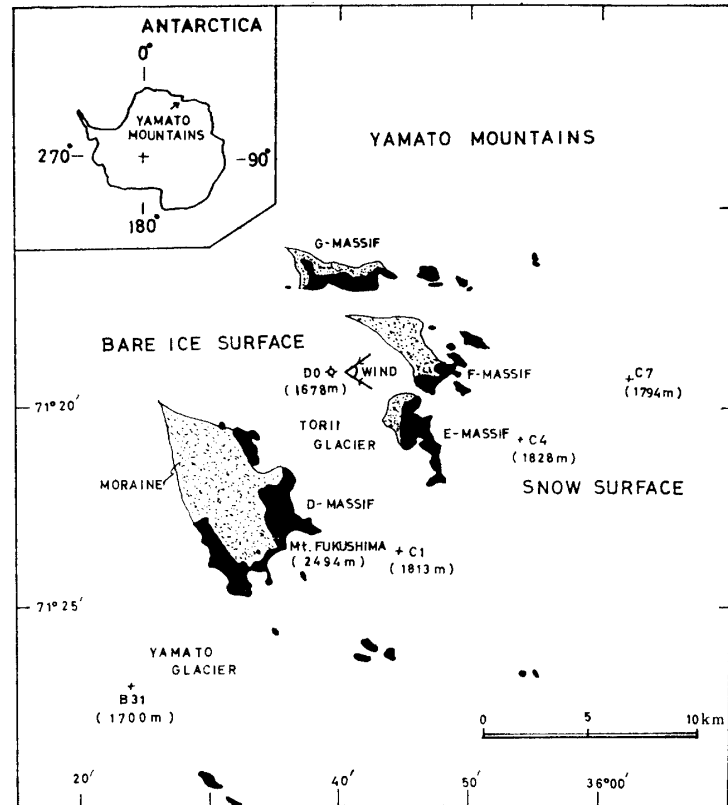 ANTARCTICA
0°
YAMATO
MOUNTAINS
270°
90°
180°
YAMATO MOUNTAINS
G-MASSIF
BARE ICE SURFACE
D0
WIND
(1678m)
F-MASSIF
C7
(1794m)
71°20′
TORII
GLACIER
E-MASSIF
C4
(1828m)
MORAINE
SNOW SURFACE
D-MASSIF
Mt. FUKUSHIMA
(2494m)
C1
(1813m)
71°25′
YAMATO
GLACIER
B31
(1700m)
0 5 10km
20′ 40′ 50′ 36°00′